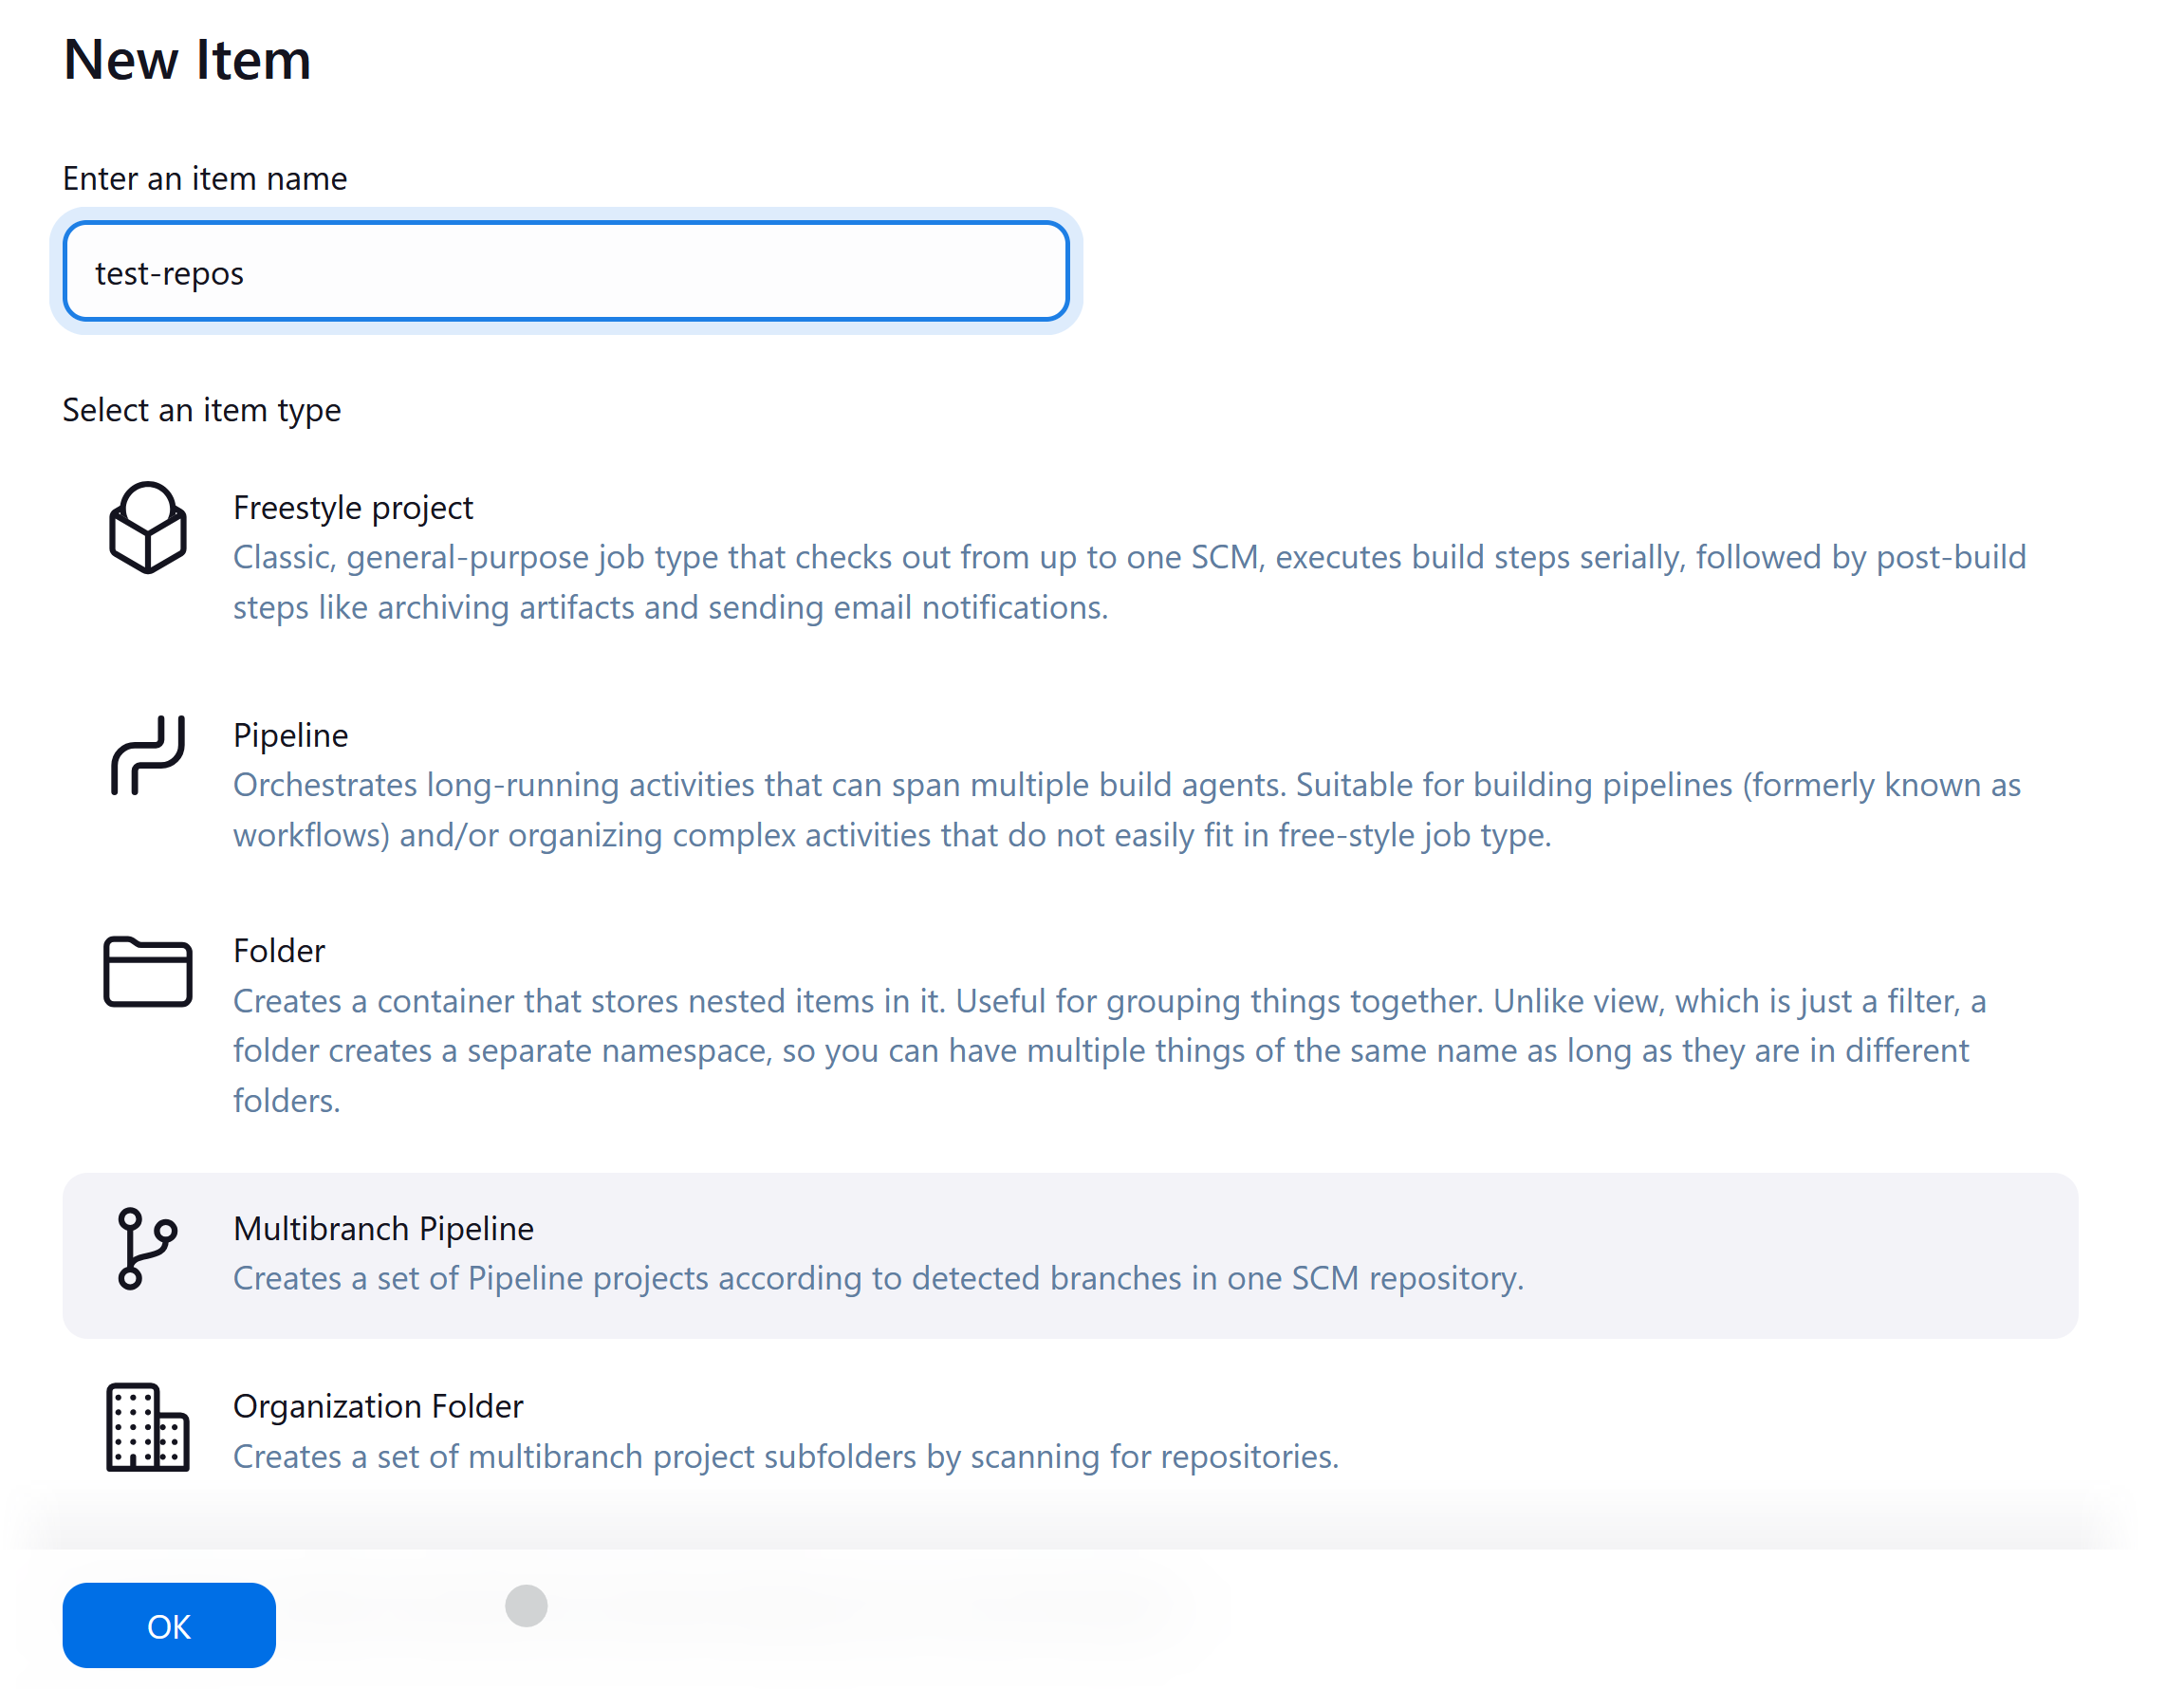 New Item
Enter an item name
test-repos
Select an item type
Freestyle project
Classic, general-purpose job type that checks out from up to one SCM, executes build steps serially, followed by post-build
steps like archiving artifacts and sending email notifications.
Pipeline
Orchestrates long-running activities that can span multiple build agents. Suitable for building pipelines (formerly known as
workflows) and/or organizing complex activities that do not easily fit in free-style job type.
Folder
Creates a container that stores nested items in it. Useful for grouping things together. Unlike view, which is just a filter, a
folder creates a separate namespace, so you can have multiple things of the same name as long as they are in different
folders.
Multibranch Pipeline
Creates a set of Pipeline projects according to detected branches in one SCM repository.
Organization Folder
Creates a set of multibranch project subfolders by scanning for repositories.
OK